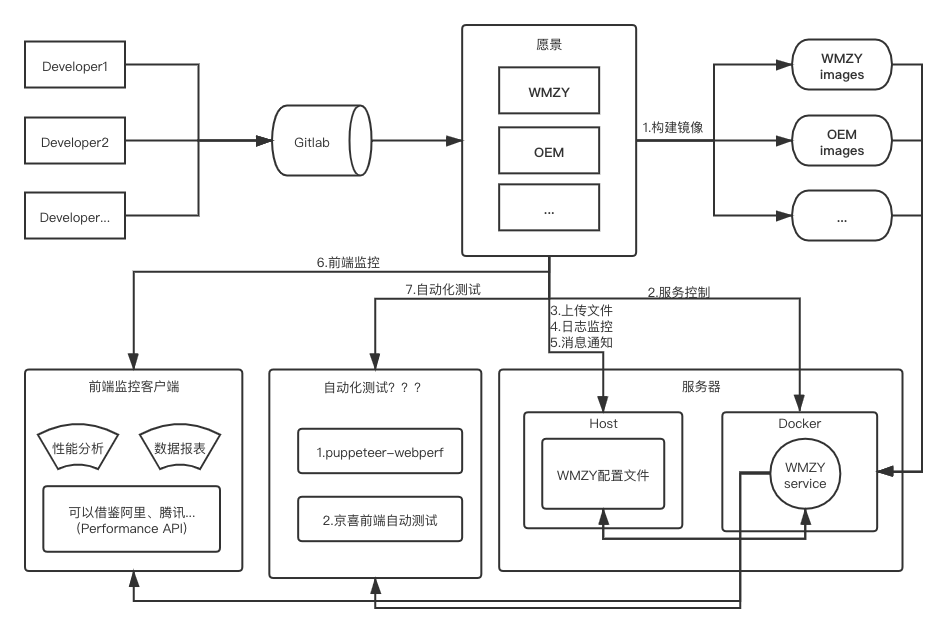 Developer1
Developer2
Developer...
Gitlab
愿景
WMZY
OEM
...
1.构建镜像
WMZY
images
OEM
images
...
6.前端监控
7.自动化测试
2.服务控制
3.上传文件
4.日志监控
5.消息通知
前端监控客户端
性能分析
数据报表
可以借鉴阿里、腾讯...
(Performance API)
自动化测试？？？
1.puppeteer-webperf
2.京喜前端自动测试
服务器
Host
WMZY配置文件
Docker
WMZY
service